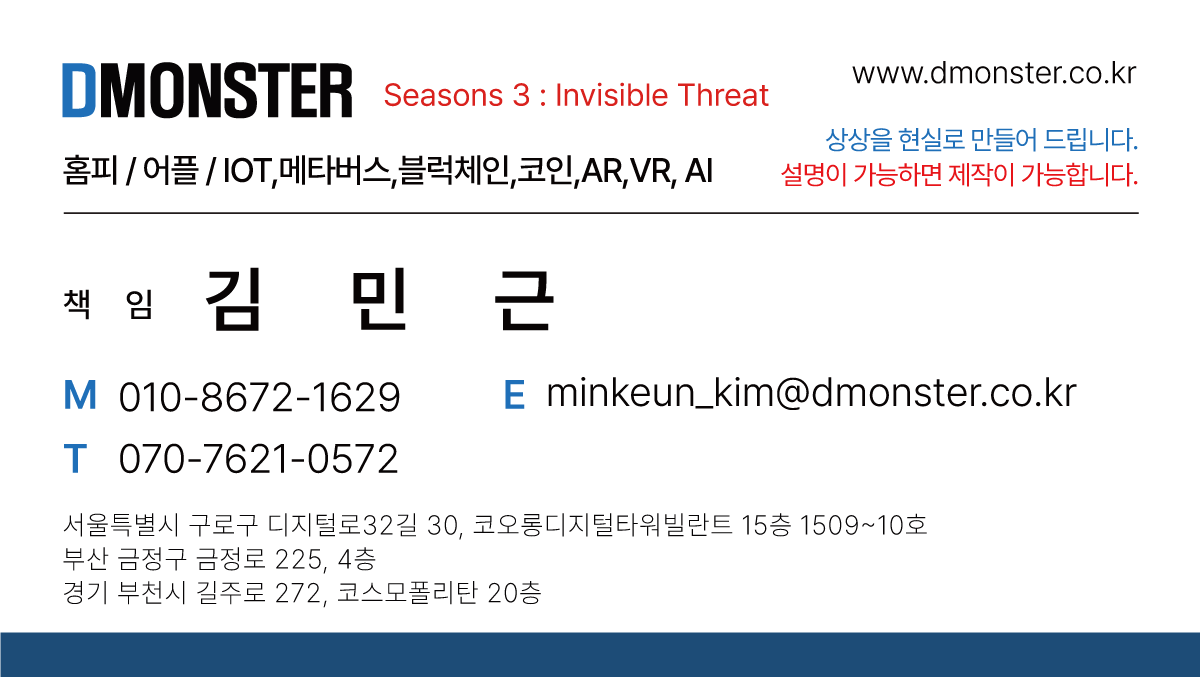 DMONSTER Seasons 3 : Invisible Threat
www.dmonster.co.kr
홈피 / 어플 / IOT,메타버스,블럭체인,코인,AR,VR, AI
상상을 현실로 만들어 드립니다.
설명이 가능하면 제작이 가능합니다.
책 임 김 민 근
M 010-8672-1629
E minkeun_kim@dmonster.co.kr
T 070-7621-0572
서울특별시 구로구 디지털로32길 30, 코오롱디지털타워빌란트 15층 1509~10호
부산 금정구 금정로 225, 4층
경기 부천시 길주로 272, 코스모폴리탄 20층